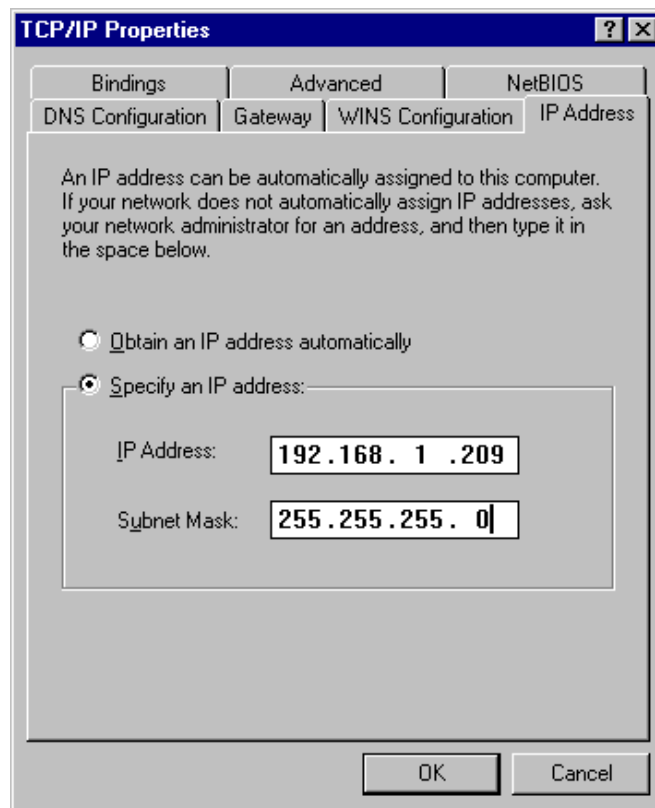 TCP/IP Properties
Bindings Advanced NetBIOS
DNS Configuration Gateway WINS Configuration IP Address
An IP address can be automatically assigned to this computer.
If your network does not automatically assign IP addresses, ask
your network administrator for an address, and then type it in
the space below.
Obtain an IP address automatically
Specify an IP address:
IP Address: 192.168. 1 .209
Subnet Mask: 255.255.255. 0
OK Cancel